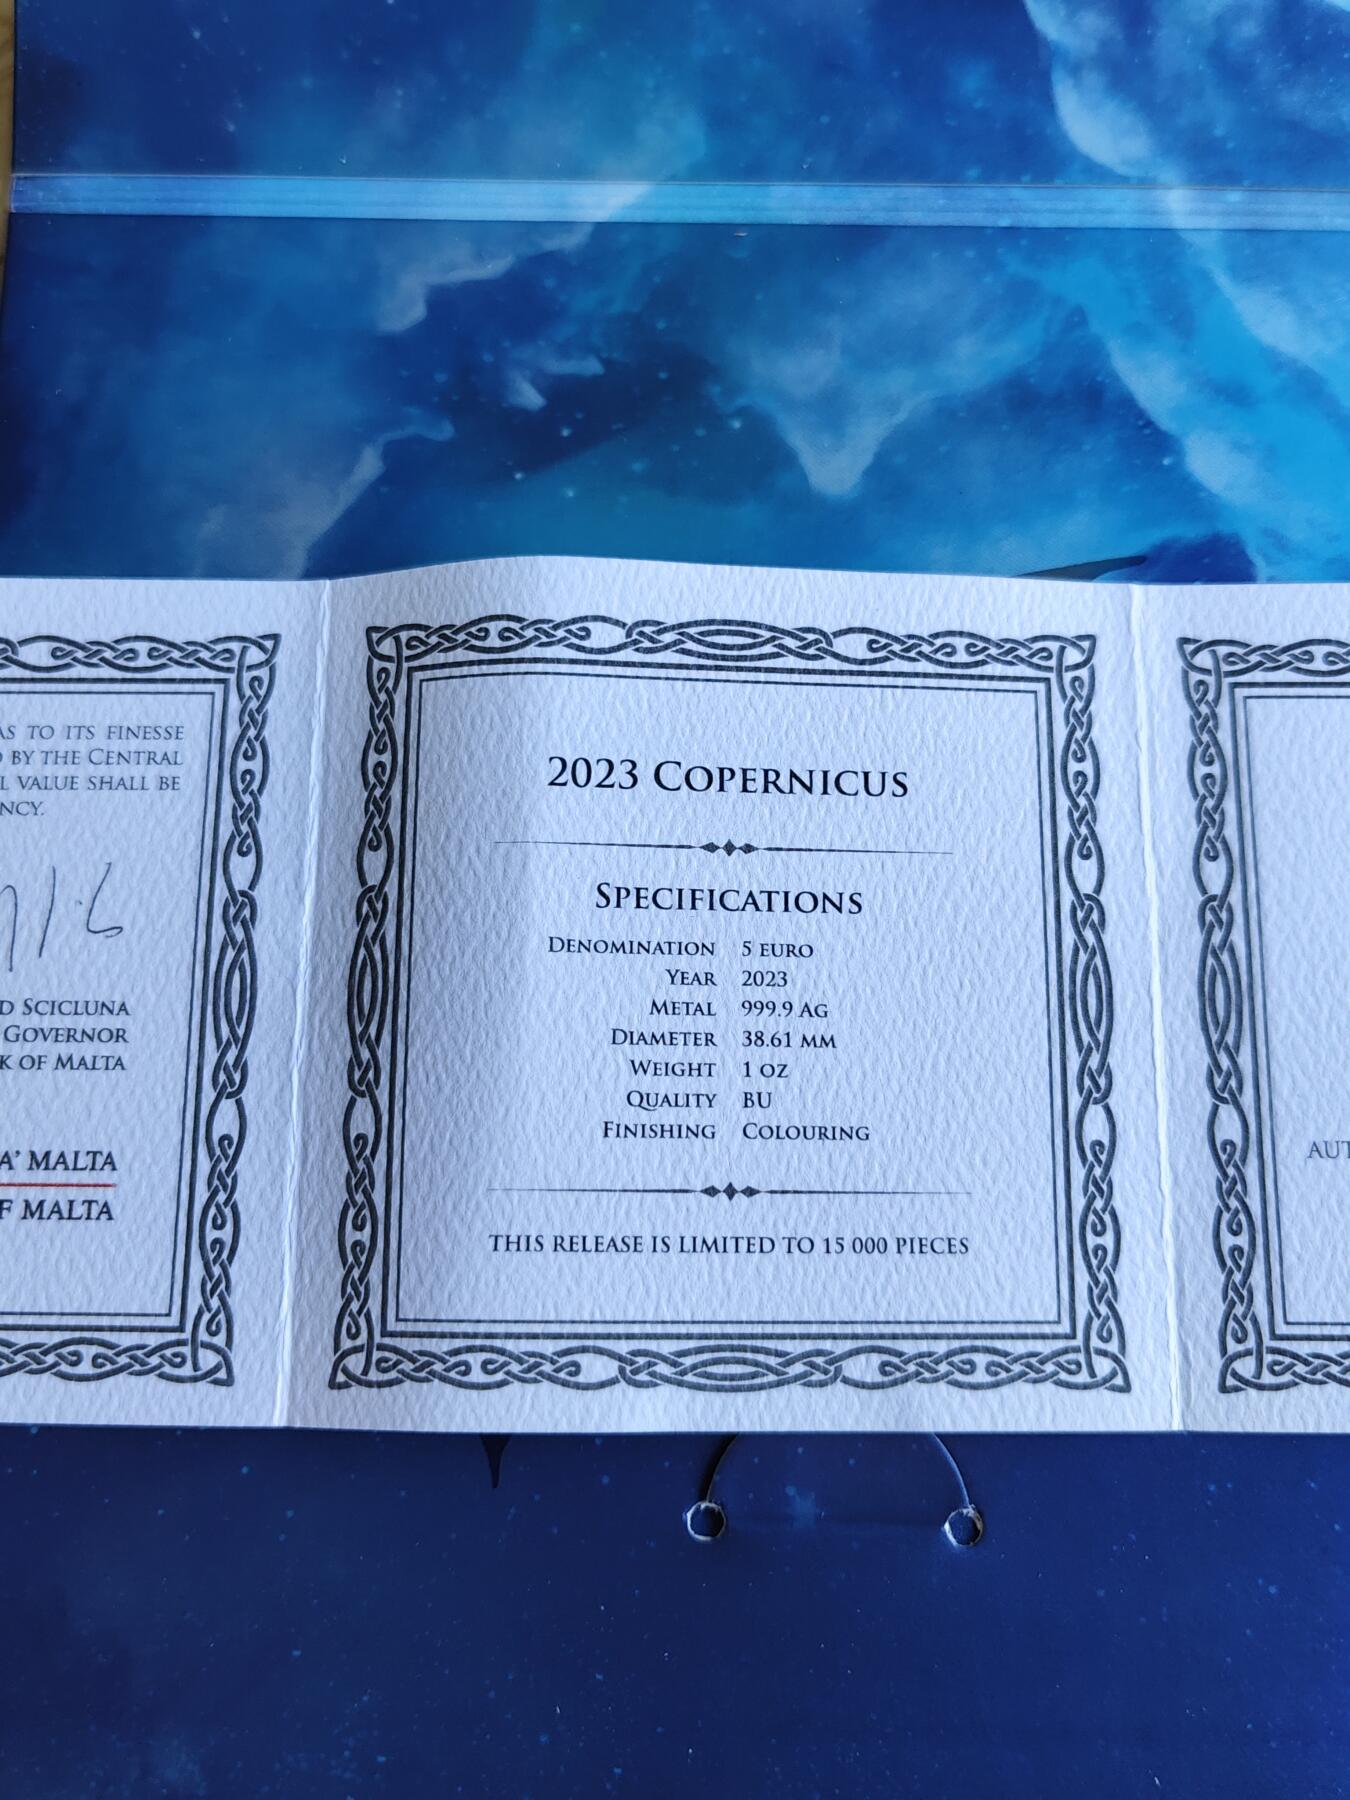 AS TO ITS FINESSE
BY THE CENTRAL
VALUE SHALL BE
SCICLUNA
GOVERNOR
OF MALTA
MALTA
MALTA
2023 COPERNICUS
SPECIFICATIONS
DENOMINATION 5 EURO
YEAR 2023
METAL 999.9 AG
DIAMETER 38.61 MM
WEIGHT 1 OZ
QUALITY BU
FINISHING COLOURING
THIS RELEASE IS LIMITED TO 15 000 PIECES